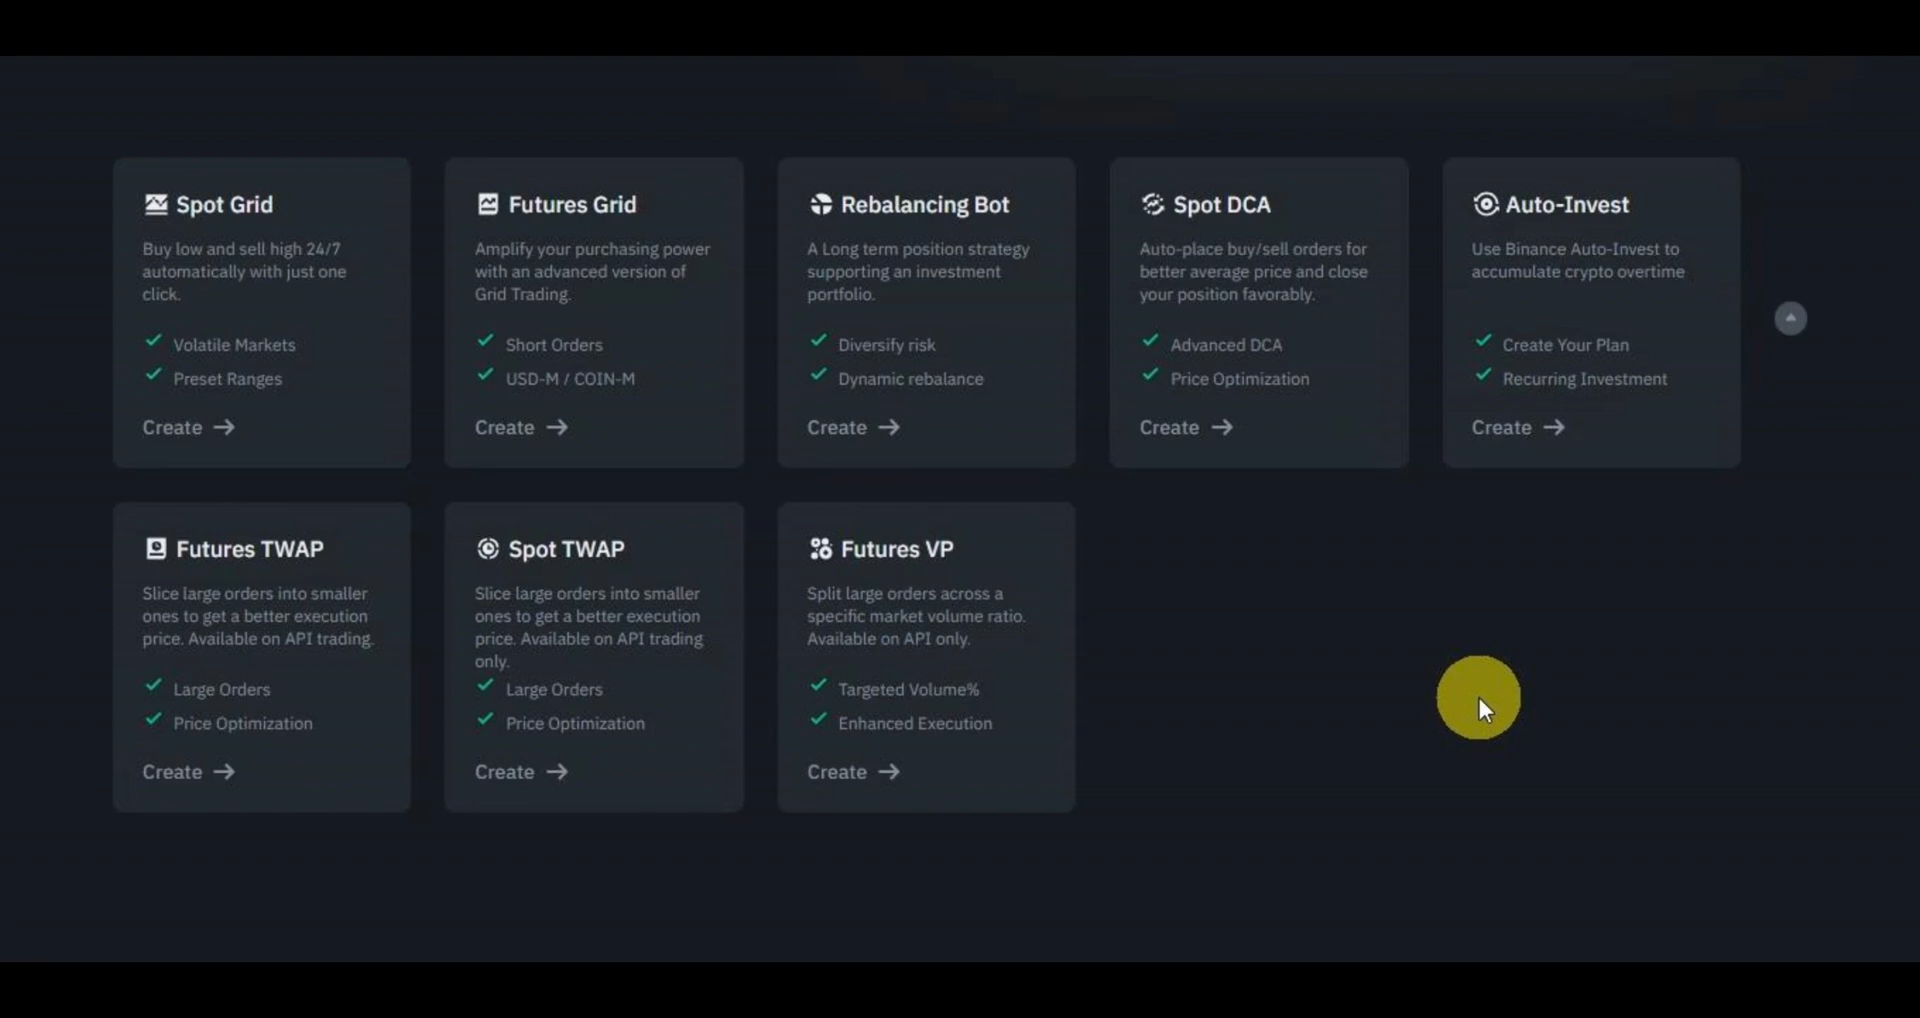 Spot Grid
Buy low and sell high 24/7
automatically with just one
click.
Volatile Markets
Preset Ranges
Create
Futures Grid
Amplify your purchasing power
with an advanced version of
Grid Trading.
Short Orders
USD-M / COIN-M
Create
Rebalancing Bot
A Long term position strategy
supporting an investment
portfolio.
Diversify risk
Dynamic rebalance
Create
Spot DCA
Auto-place buy/sell orders for
better average price and close
your position favorably.
Advanced DCA
Price Optimization
Create
Auto-Invest
Use Binance Auto-Invest to
accumulate crypto overtime
Create Your Plan
Recurring Investment
Create
Futures TWAP
Slice large orders into smaller
ones to get a better execution
price. Available on API trading.
Large Orders
Price Optimization
Create
Spot TWAP
Slice large orders into smaller
ones to get a better execution
price. Available on API trading
only.
Large Orders
Price Optimization
Create
Futures VP
Split large orders across a
specific market volume ratio.
Available on API only.
Targeted Volume%
Enhanced Execution
Create